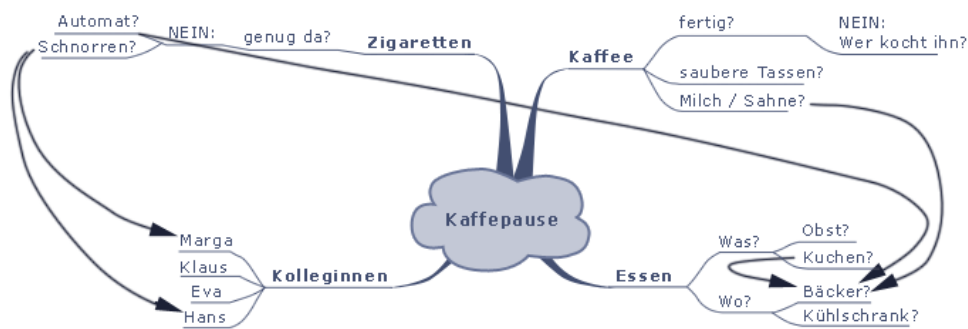 Automat?
Schnorren?
NEIN:
genug da?
Zigaretten
Kaffee
fertig?
NEIN:
Wer kocht ihn?
saubere Tassen?
Milch / Sahne?
Kaffepause
Marga
Klaus
Eva
Hans
Kolleginnen
Essen
Was?
Obst?
Kuchen?
Wo?
Bäcker?
Kühlschrank?